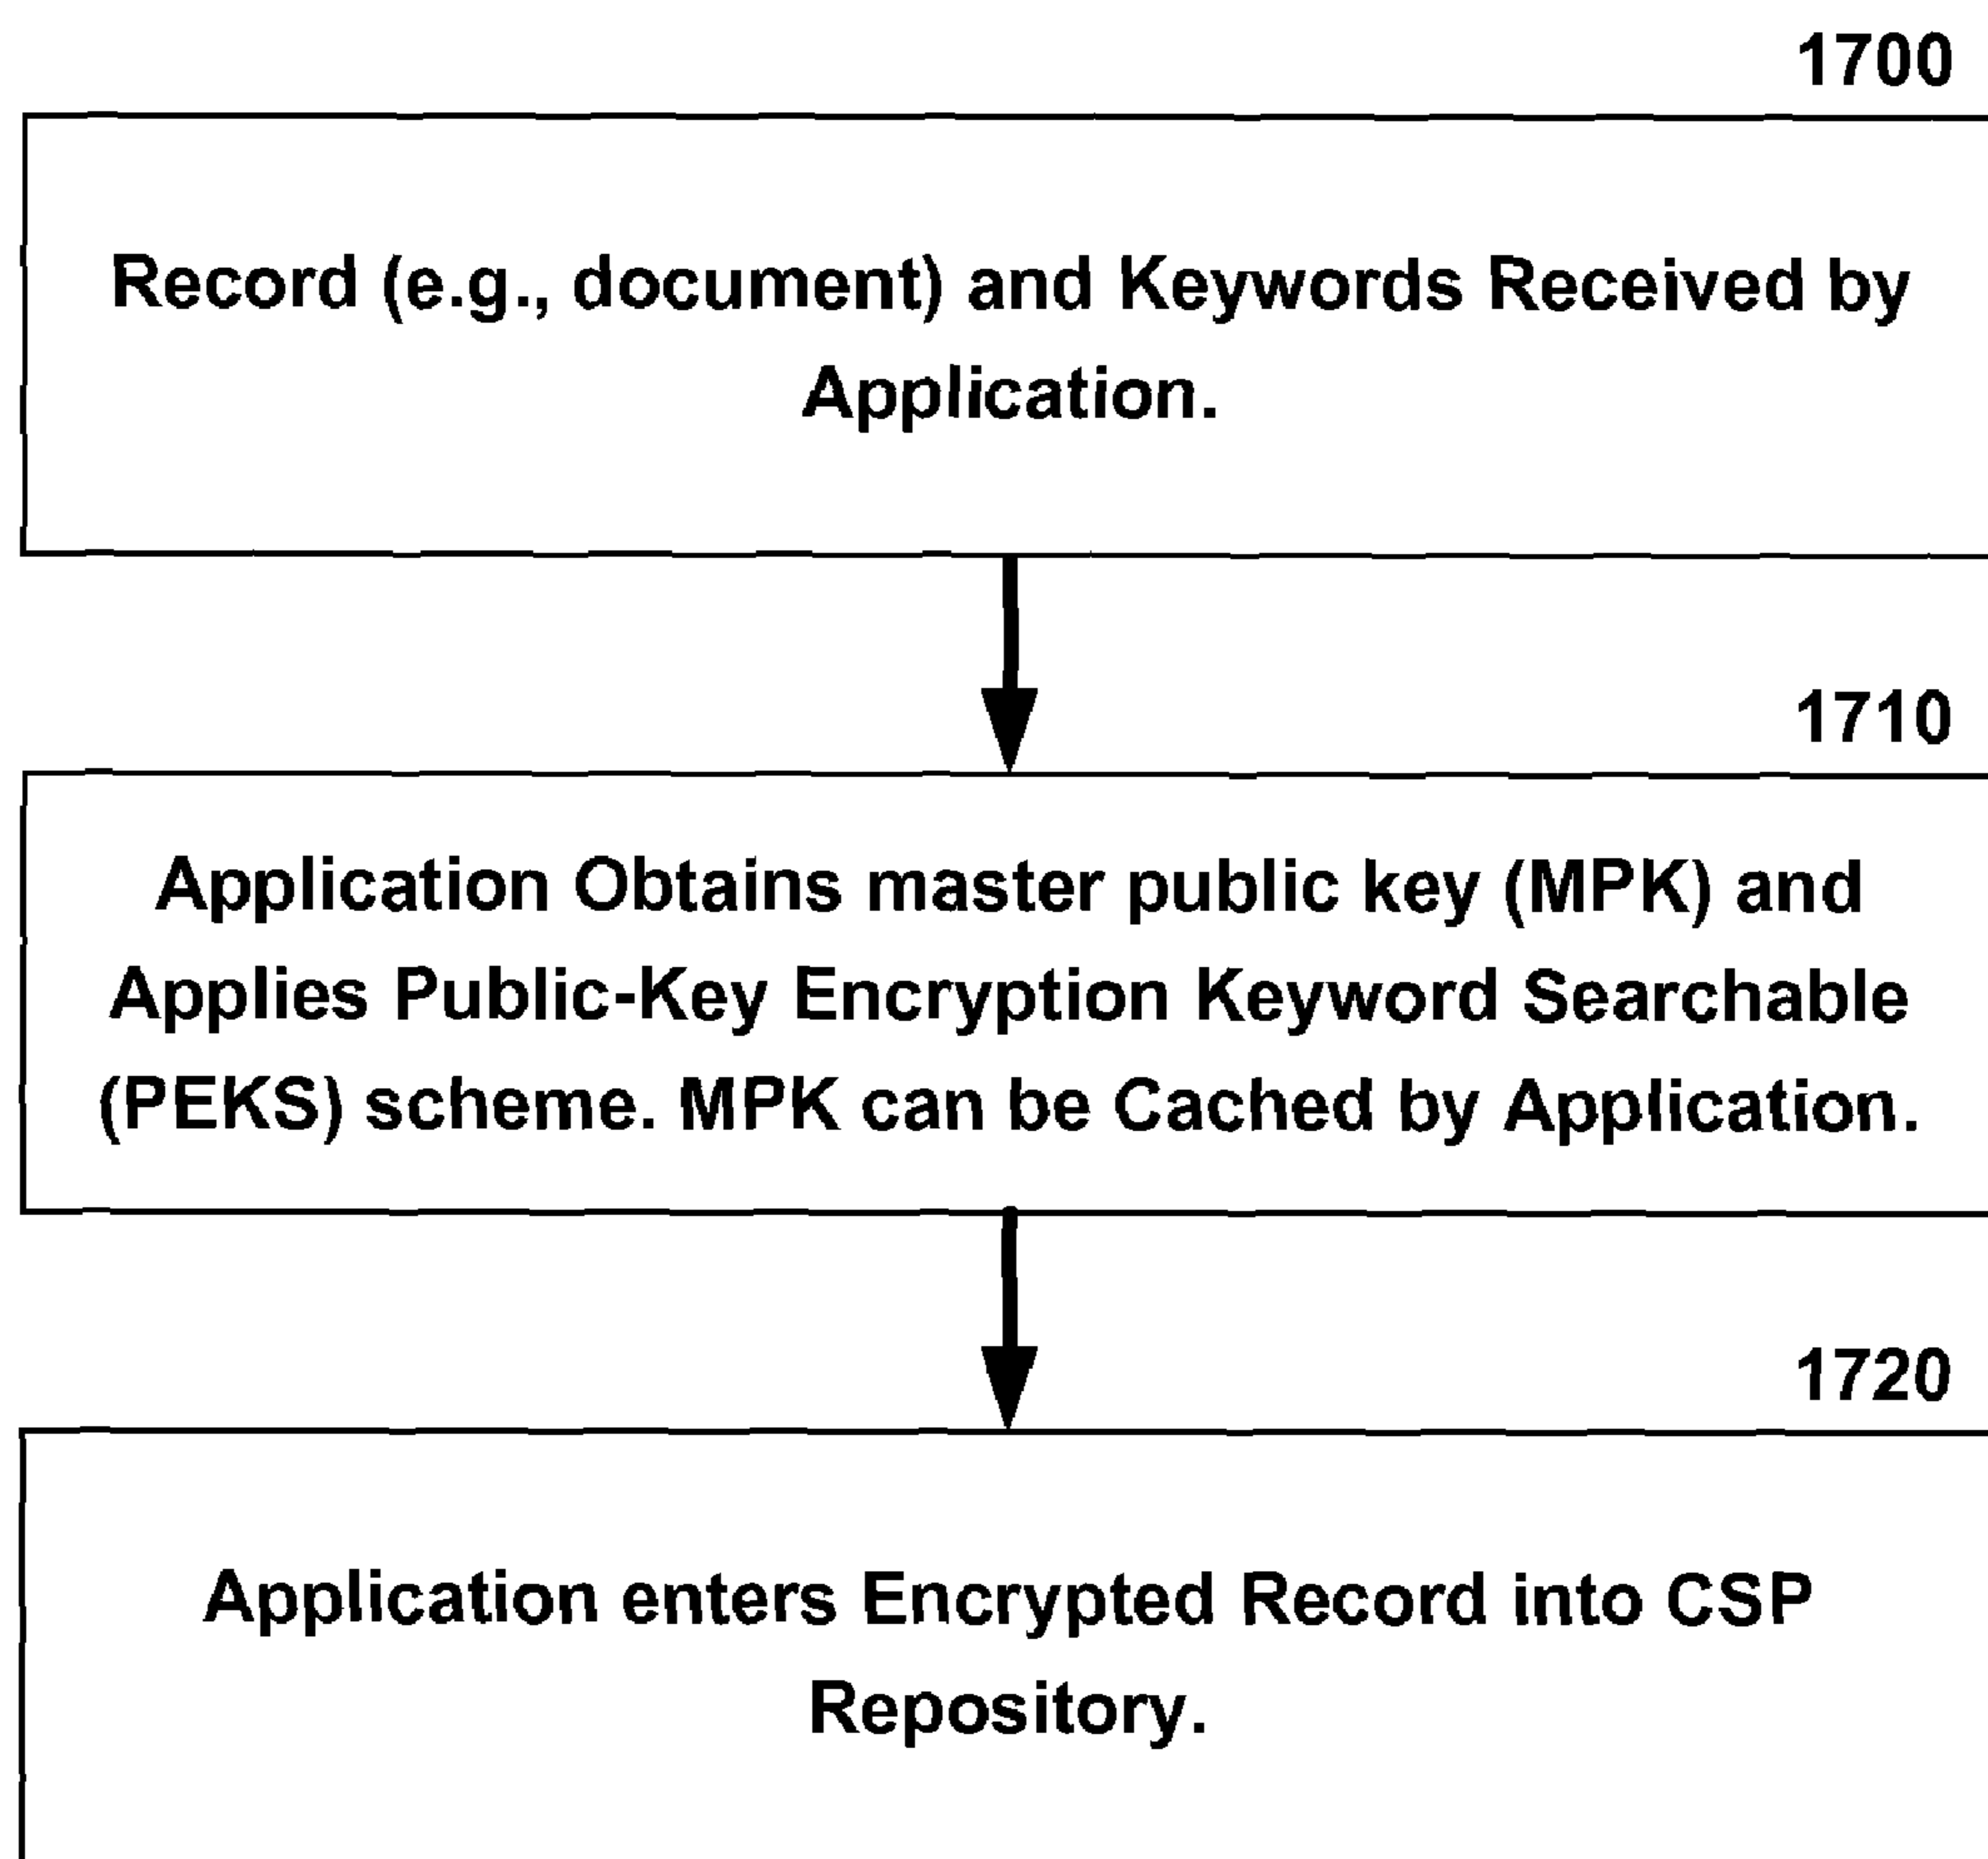 1700
Record (e.g., document) and Keywords Received by
Application.
1710
Application Obtains master public key (MPK) and
Applies Public-Key Encryption Keyword Searchable
(PEKS) scheme. MPK can be Cached by Application.
1720
Application enters Encrypted Record into CSP
Repository.